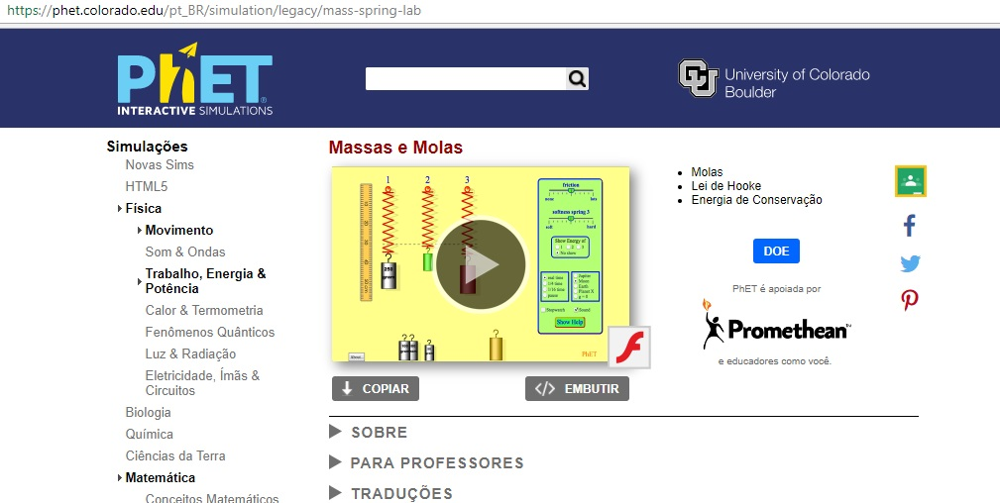 https://phet.colorado.edu/pt_BR/simulation/legacy/mass-spring-lab
PhET
INTERACTIVE SIMULATIONS
University of Colorado
Boulder
Simulações
Novas Sims
HTML5
Física
Movimento
Som & Ondas
Trabalho, Energia &
Potência
Calor & Termometria
Fenômenos Quânticos
Luz & Radiação
Eletricidade, Ímãs &
Circuitos
Biologia
Química
Ciências da Terra
Matemática
Conceitos Matemáticos
Massas e Molas
1 2 3
friction
none lots
softness spring 3
soft hard
Show Energy of
1 2 3
No show
real time
1/4 time
1/16 time
pause
Jupiter
Moon
Earth
Planet X
g = 0
Stopwatch Sound
Show Help
250
PhET
COPIAR
EMBUTIR
SOBRE
PARA PROFESSORES
TRADUÇÕES
Molas
Lei de Hooke
Energia de Conservação
DOE
PhET é apoiada por
Promethean
e educadores como você.